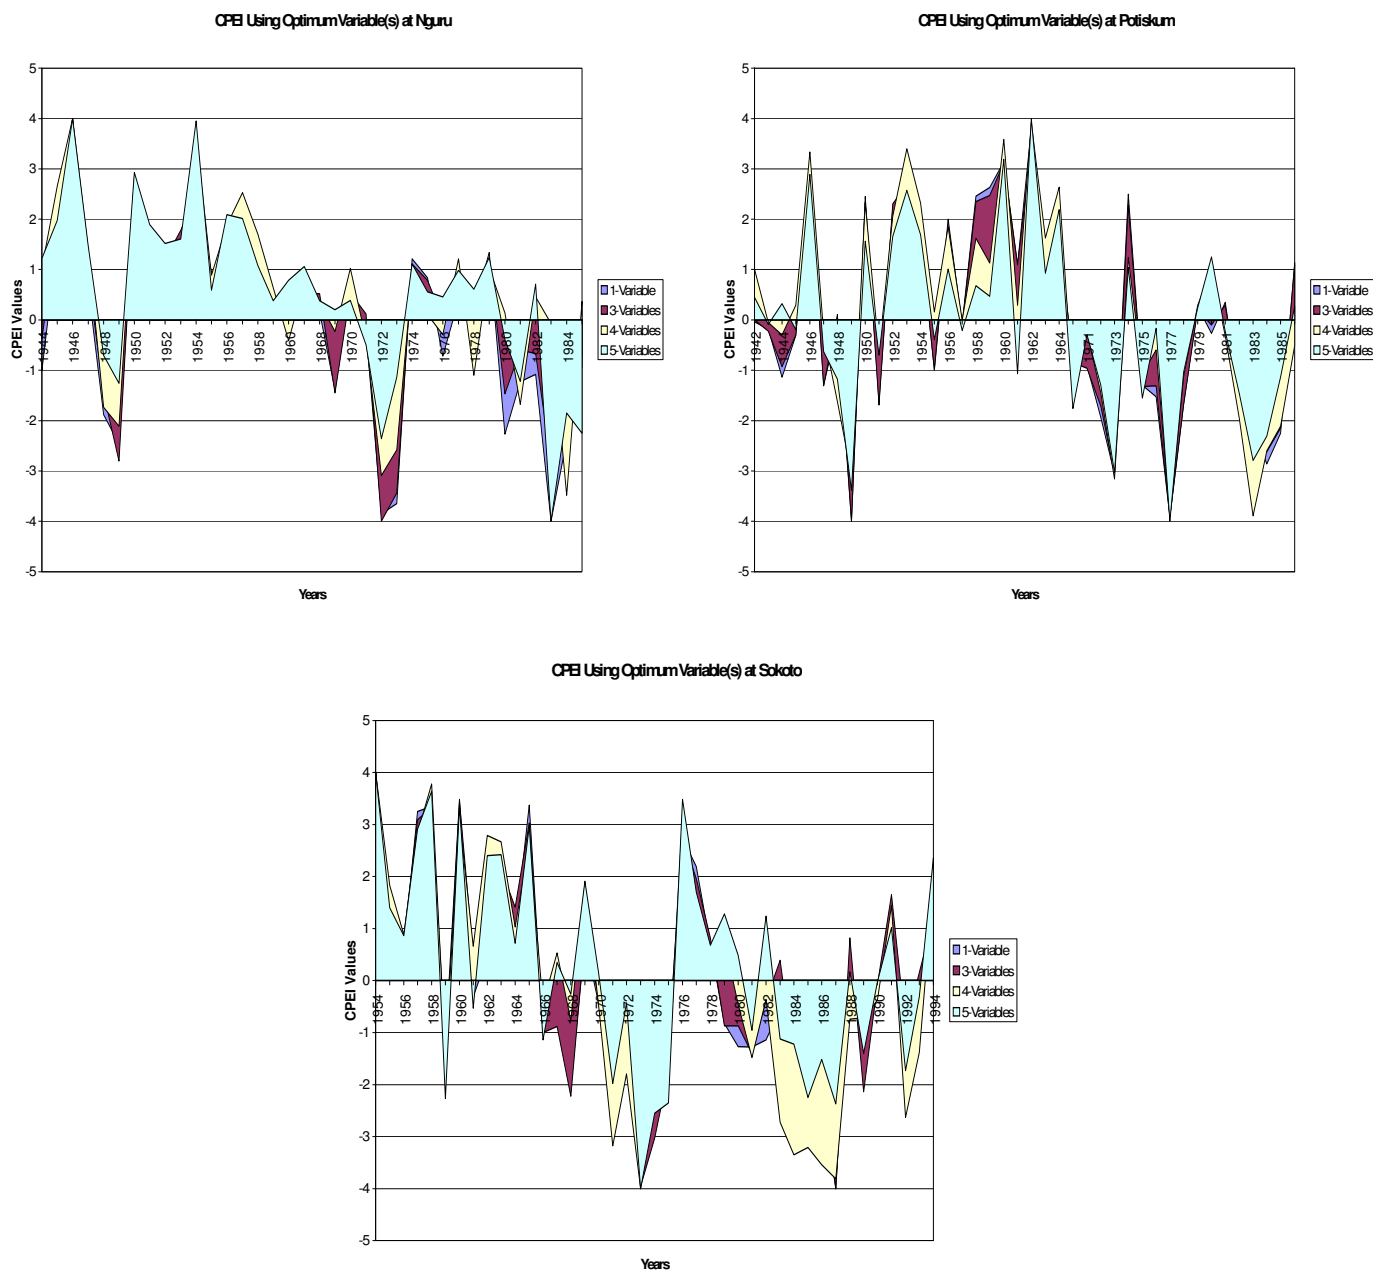 CPEI Using Optimum Variable(s) at Nguru
5
4
3
2
1
0
-1
-2
-3
-4
-5
CPEI Values
1944 1946 1948 1950 1952 1954 1956 1958 1960 1968 1970 1972 1974 1976 1978 1980 1982 1984
Years
1-Variable
3-Variables
4-Variables
5-Variables
CPEI Using Optimum Variable(s) at Potiskum
5
4
3
2
1
0
-1
-2
-3
-4
-5
CPEI Values
1942 1944 1946 1948 1950 1952 1954 1956 1958 1960 1962 1964 1971 1973 1975 1977 1979 1981 1983 1985
Years
1-Variable
3-Variables
4-Variables
5-Variables
CPEI Using Optimum Variable(s) at Sokoto
5
4
3
2
1
0
-1
-2
-3
-4
-5
CPEI Values
1954 1956 1958 1960 1962 1964 1966 1968 1970 1972 1974 1976 1978 1980 1982 1984 1986 1988 1990 1992 1994
Years
1-Variable
3-Variables
4-Variables
5-Variables